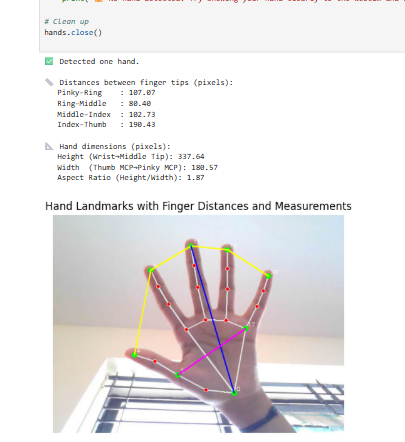 # Clean up
hands.close()
✅ Detected one hand.
📏 Distances between finger tips (pixels):
Pinky-Ring : 107.07
Ring-Middle : 80.40
Middle-Index : 102.73
Index-Thumb : 190.43
📐 Hand dimensions (pixels):
Height (Wrist→Middle Tip): 337.64
Width (Thumb MCP→Pinky MCP): 180.57
Aspect Ratio (Height/Width): 1.87
Hand Landmarks with Finger Distances and Measurements